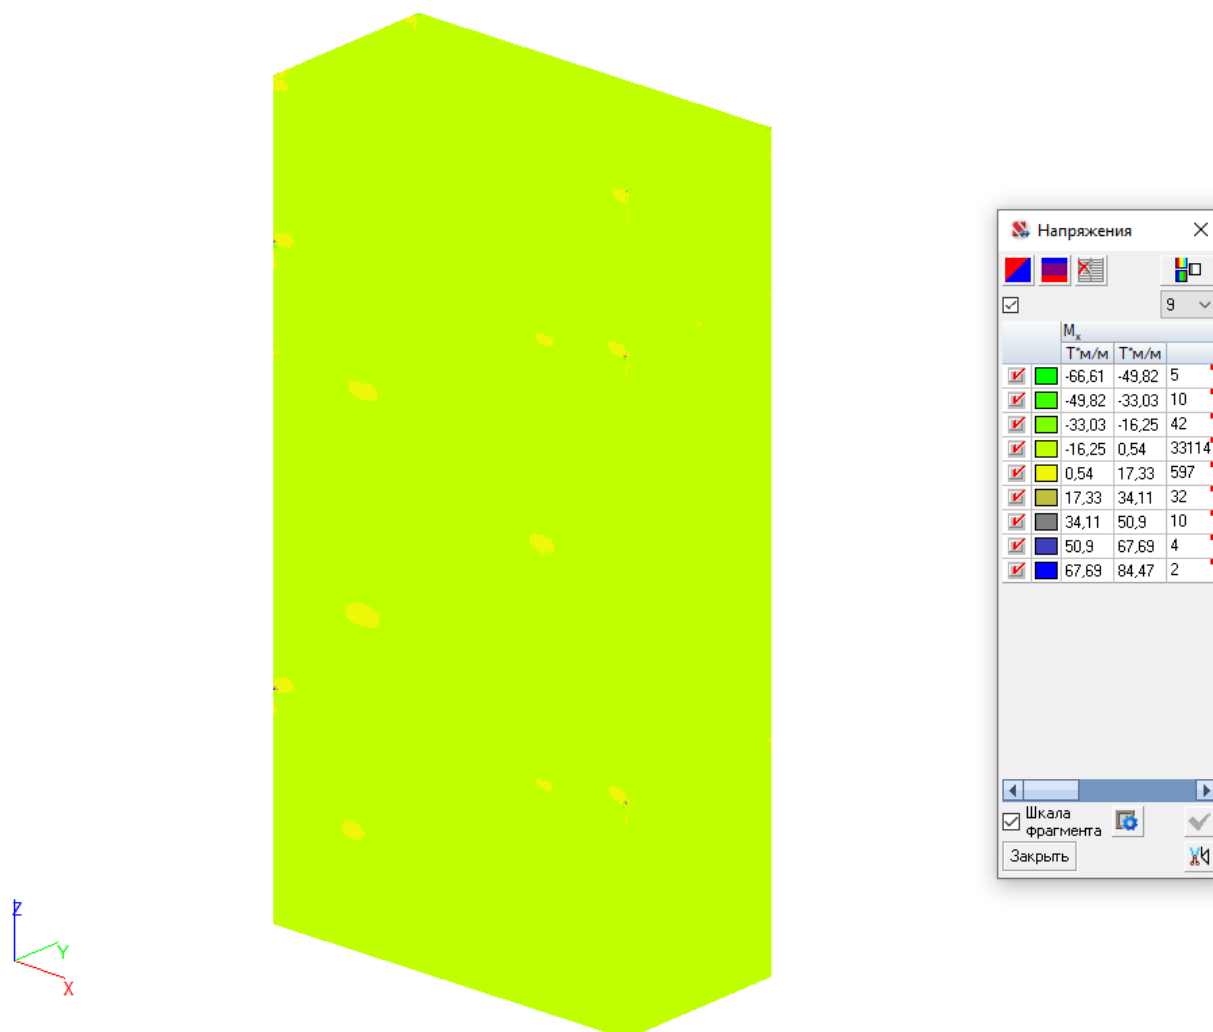 Напряжения
9
Mx
Т*м/м Т*м/м
-66,61 -49,82 5
-49,82 -33,03 10
-33,03 -16,25 42
-16,25 0,54 33114
0,54 17,33 597
17,33 34,11 32
34,11 50,9 10
50,9 67,69 4
67,69 84,47 2
Шкала
фрагмента
Закрыть
Z
Y
X